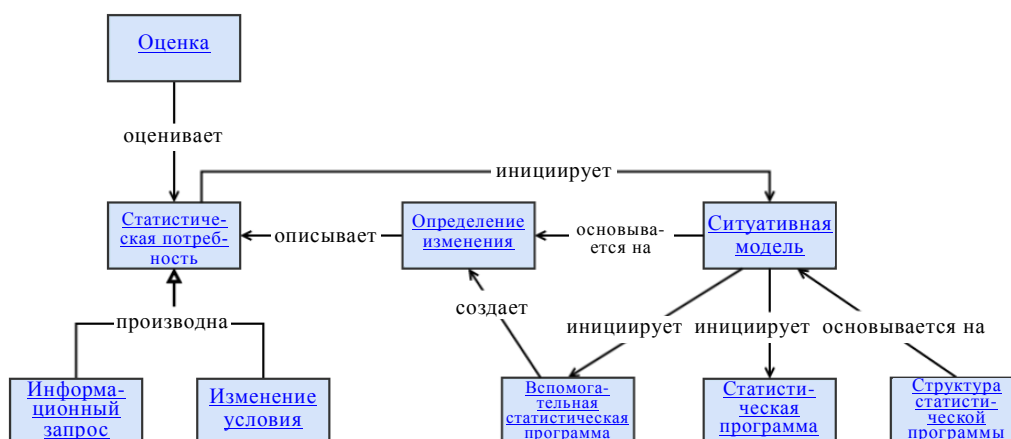 Оценка
оценивает
инициирует
Статистиче-
ская потреб-
ность
описывает
Определение
изменения
основыва-
ется на
Ситуативная
модель
производна
создает
инициирует
инициирует
основывается на
Информа-
ционный
запрос
Изменение
условия
Вспомога-
тельная
статистическая
программа
Статисти-
ческая
программа
Структура
статисти-
ческой
программы